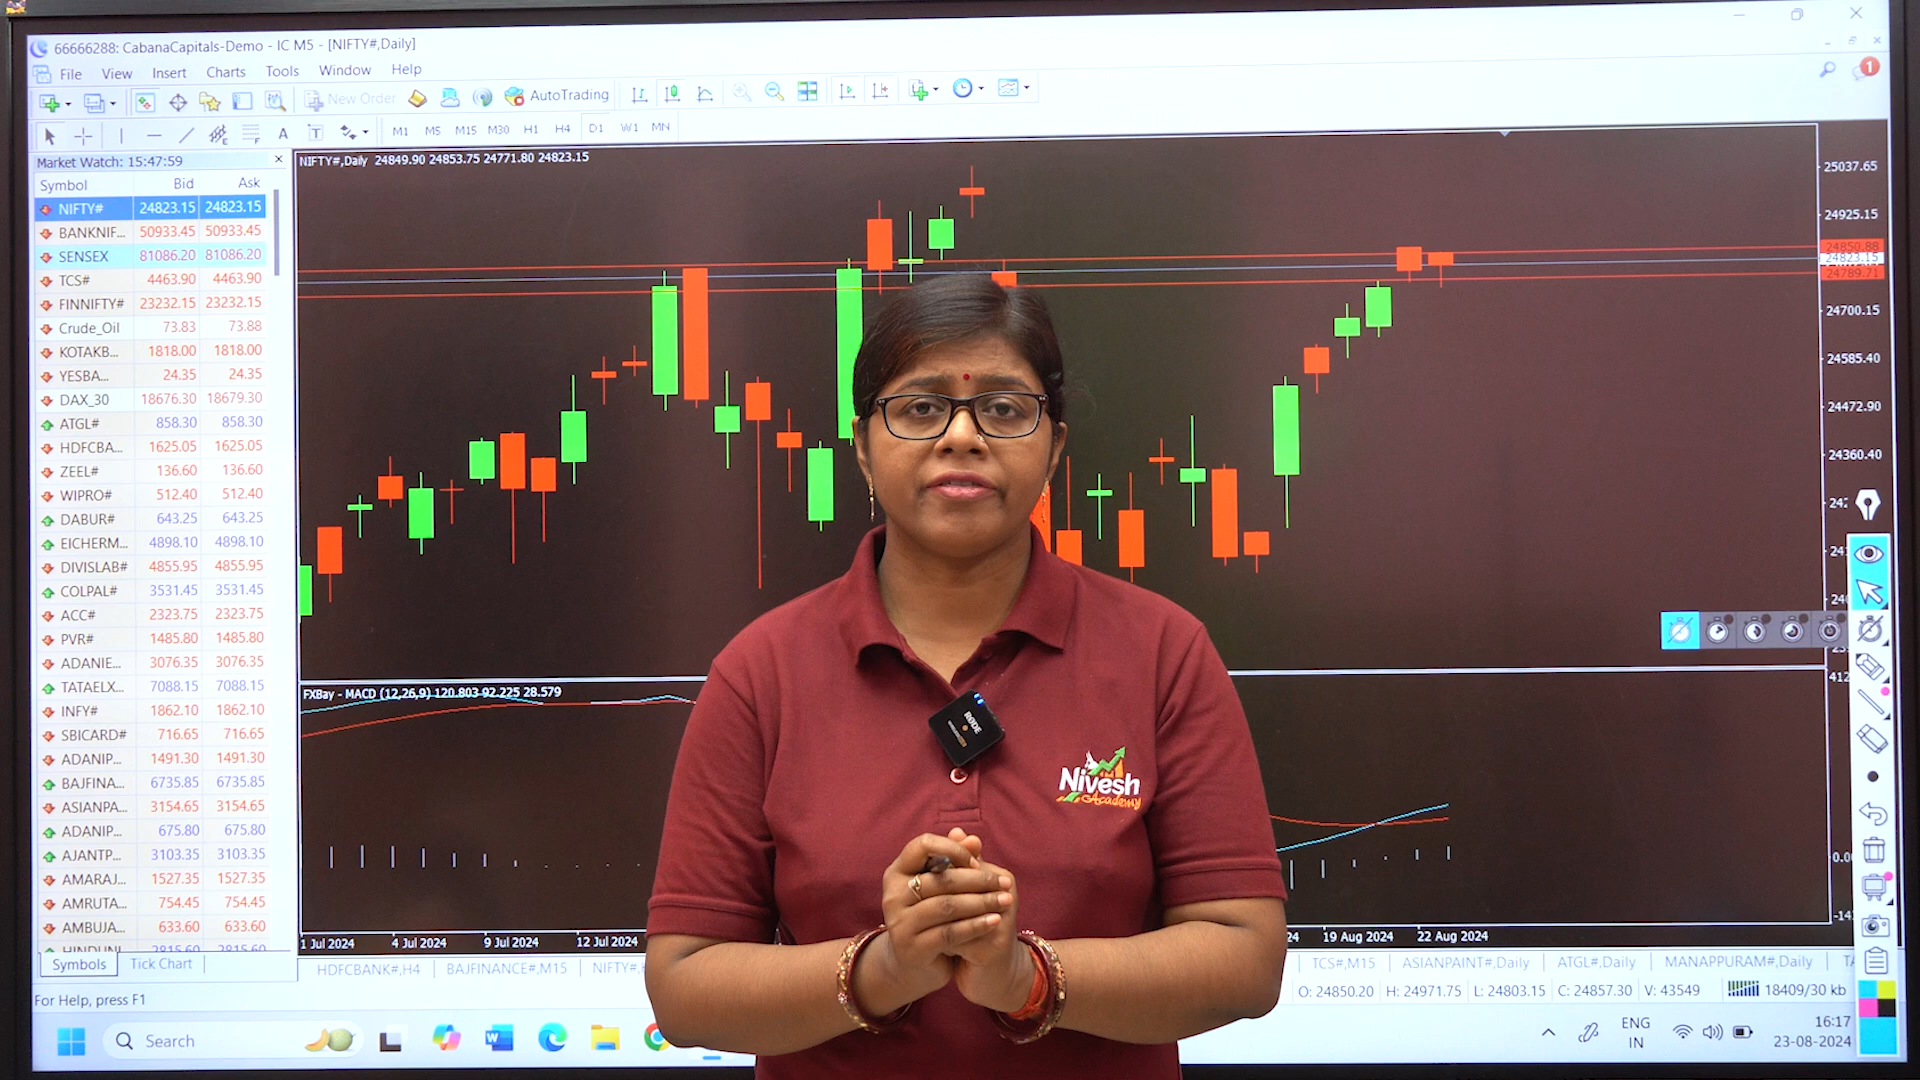 66666288: CabanaCapitals-Demo - IC M5 - [NIFTY#,Daily]
File View Insert Charts Tools Window Help
New Order AutoTrading
1
A T M1 M5 M15 M30 H1 H4 D1 W1 MN
Market Watch: 15:47:59
Symbol Bid Ask
NIFTY# 24823.15 24823.15
BANKNIF... 50933.45 50933.45
SENSEX 81086.20 81086.20
TCS# 4463.90 4463.90
FINNIFTY# 23232.15 23232.15
Crude_Oil 73.83 73.88
KOTAKB... 1818.00 1818.00
YESBA... 24.35 24.35
DAX_30 18676.30 18679.30
ATGL# 858.30 858.30
HDFCBA... 1625.05 1625.05
ZEEL# 136.60 136.60
WIPRO# 512.40 512.40
DABUR# 643.25 643.25
EICHERM... 4898.10 4898.10
DIVISLAB# 4855.95 4855.95
COLPAL# 3531.45 3531.45
ACC# 2323.75 2323.75
PVR# 1485.80 1485.80
ADANIE... 3076.35 3076.35
TATAELX... 7088.15 7088.15
INFY# 1862.10 1862.10
SBICARD# 716.65 716.65
ADANIP... 1491.30 1491.30
BAJFINA... 6735.85 6735.85
ASIANPA... 3154.65 3154.65
ADANIP... 675.80 675.80
AJANTP... 3103.35 3103.35
AMARAJ... 1527.35 1527.35
AMRUTA... 754.45 754.45
AMBUJA... 633.60 633.60
HINDUNI... 2815.60 2815.60
Symbols Tick Chart
For Help, press F1
NIFTY#,Daily 24849.90 24853.75 24771.80 24823.15
25037.65
24925.15
24850.88
24823.15
24789.71
24700.15
24585.40
24472.90
24360.40
FXBay - MACD (12,26,9) 120.803 92.225 28.579
1 Jul 2024 4 Jul 2024 9 Jul 2024 12 Jul 2024
24 19 Aug 2024 22 Aug 2024
HDFCBANK#,H4 BAJFINANCE#,M15 NIFTY#,
TCS#,M15 ASIANPAINT#,Daily ATGL#,Daily MANAPPURAM#,Daily
O: 24850.20 H: 24971.75 L: 24803.15 C: 24857.30 V: 43549 18409/30 kb
RØDE
Nivesh
Academy
Search
ENG
IN
16:17
23-08-2024